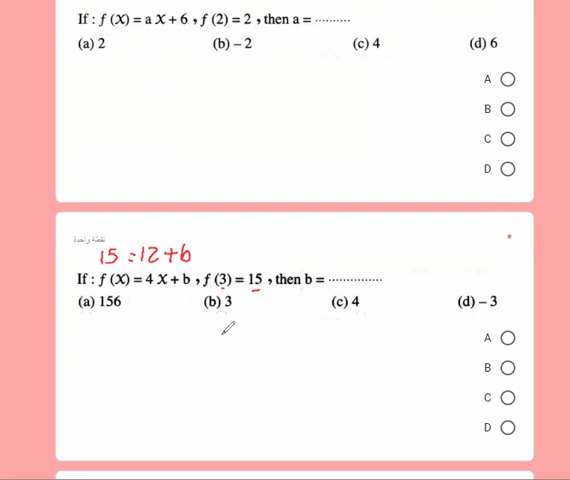 If : f (X) = a X + 6 , f (2) = 2 , then a = ··········
(a) 2 (b) – 2 (c) 4 (d) 6
A
B
C
D
نقطة واحدة
*
15 = 12 + b
If : f (X) = 4 X + b , f (3) = 15 , then b = ···············
(a) 156 (b) 3 (c) 4 (d) – 3
A
B
C
D